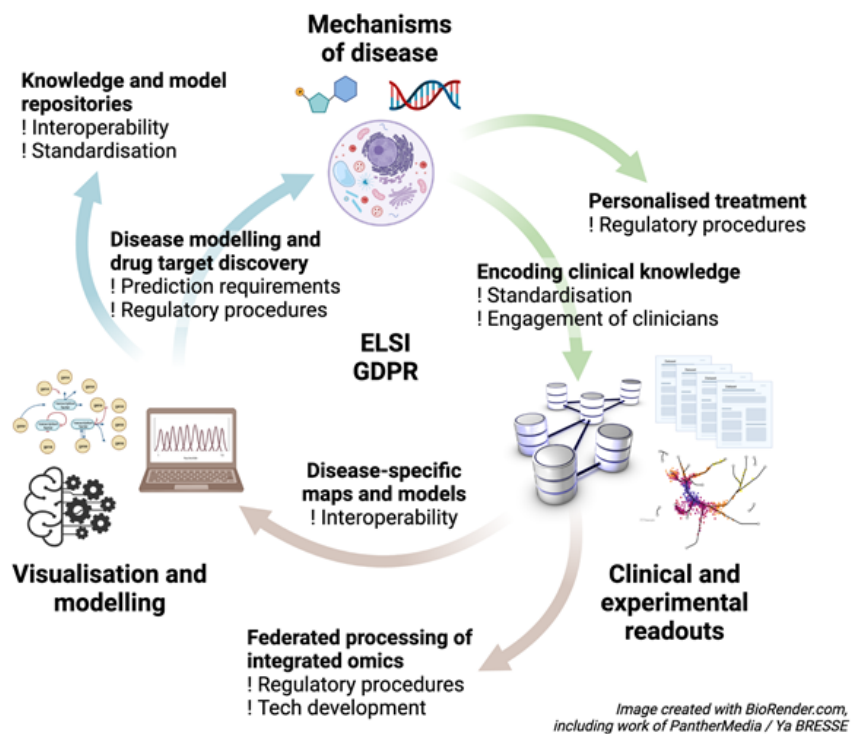 Mechanisms
of disease
Knowledge and model
repositories
! Interoperability
! Standardisation
Personalised treatment
! Regulatory procedures
Disease modelling and
drug target discovery
! Prediction requirements
! Regulatory procedures
Encoding clinical knowledge
! Standardisation
! Engagement of clinicians
ELSI
GDPR
Disease-specific
maps and models
! Interoperability
Visualisation and
modelling
Clinical and
experimental
readouts
Federated processing of
integrated omics
! Regulatory procedures
! Tech development
Image created with BioRender.com,
including work of PantherMedia / Ya BRESSE